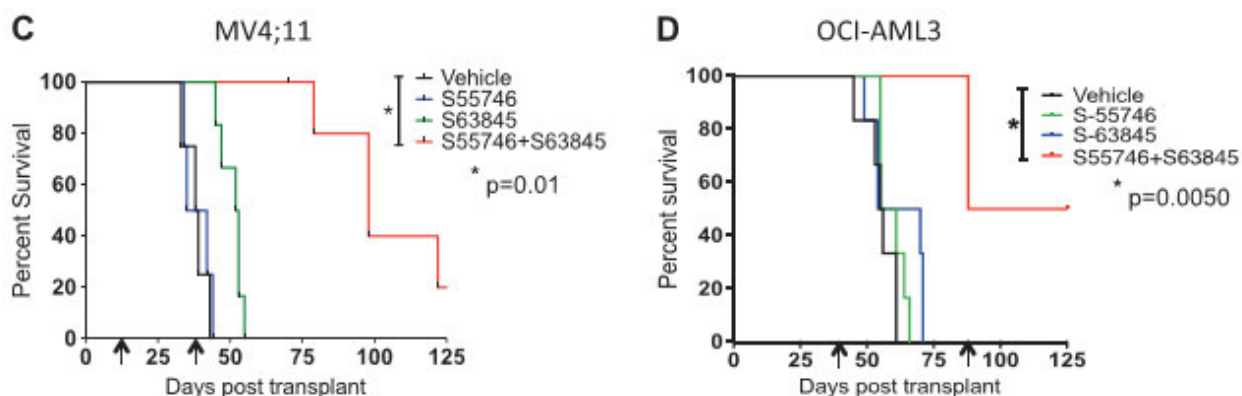 C
MV4;11
Percent Survival
100
80
60
40
20
0
0 25 50 75 100 125
Days post transplant
Vehicle
S55746
S63845
S55746+S63845
*
* p=0.01
D
OCI-AML3
Percent survival
100
80
60
40
20
0
0 25 50 75 100 125
Days post transplant
Vehicle
S-55746
S-63845
S55746+S63845
*
* p=0.0050